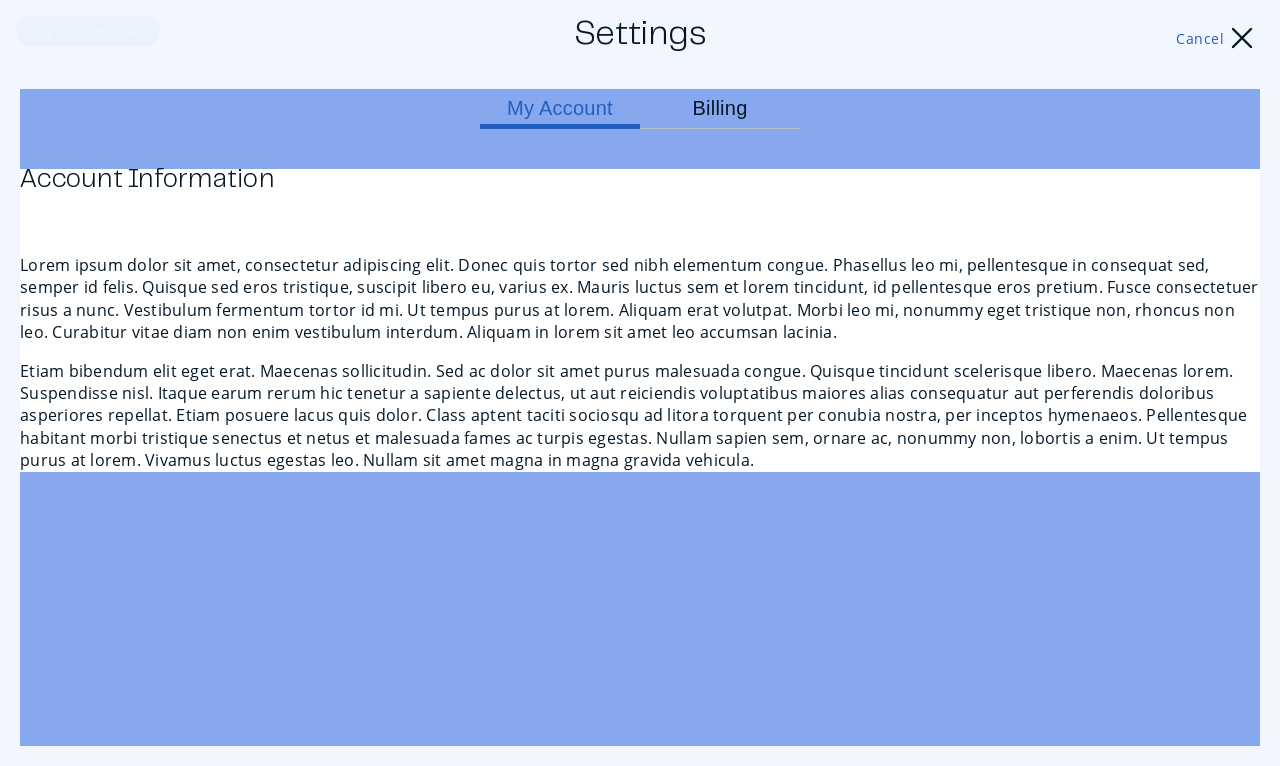 OPEN OVERLAY
Settings
Cancel
My Account
Billing
Account Information
Lorem ipsum dolor sit amet, consectetur adipiscing elit. Donec quis tortor sed nibh elementum congue. Phasellus leo mi, pellentesque in consequat sed,
semper id felis. Quisque sed eros tristique, suscipit libero eu, varius ex. Mauris luctus sem et lorem tincidunt, id pellentesque eros pretium. Fusce consectetuer
risus a nunc. Vestibulum fermentum tortor id mi. Ut tempus purus at lorem. Aliquam erat volutpat. Morbi leo mi, nonummy eget tristique non, rhoncus non
leo. Curabitur vitae diam non enim vestibulum interdum. Aliquam in lorem sit amet leo accumsan lacinia.
Etiam bibendum elit eget erat. Maecenas sollicitudin. Sed ac dolor sit amet purus malesuada congue. Quisque tincidunt scelerisque libero. Maecenas lorem.
Suspendisse nisl. Itaque earum rerum hic tenetur a sapiente delectus, ut aut reiciendis voluptatibus maiores alias consequatur aut perferendis doloribus
asperiores repellat. Etiam posuere lacus quis dolor. Class aptent taciti sociosqu ad litora torquent per conubia nostra, per inceptos hymenaeos. Pellentesque
habitant morbi tristique senectus et netus et malesuada fames ac turpis egestas. Nullam sapien sem, ornare ac, nonummy non, lobortis a enim. Ut tempus
purus at lorem. Vivamus luctus egestas leo. Nullam sit amet magna in magna gravida vehicula.